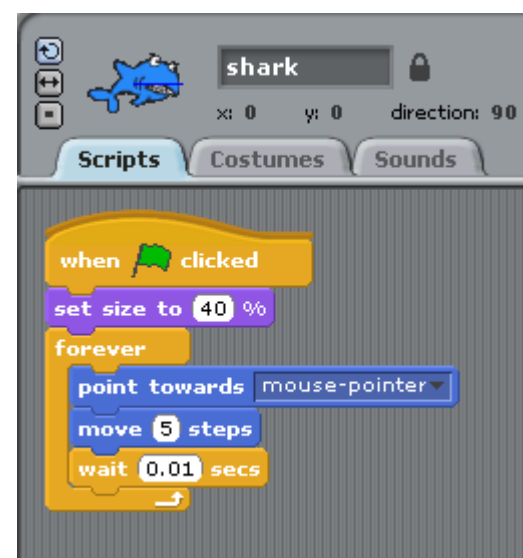 shark
x: 0 y: 0 direction: 90
Scripts Costumes Sounds
when clicked
set size to 40 %
forever
point towards mouse-pointer
move 5 steps
wait 0.01 secs